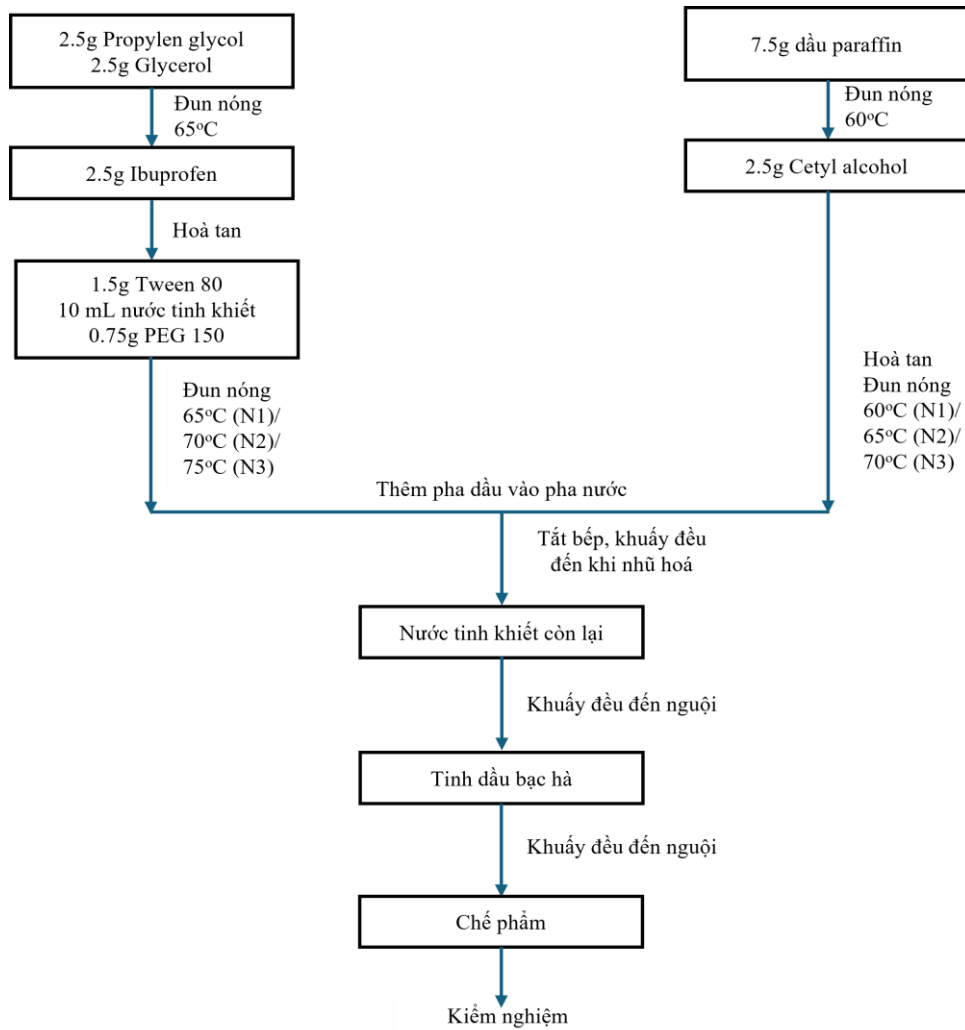 2.5g Propylen glycol
2.5g Glycerol
Đun nóng
65°C
2.5g Ibuprofen
Hoà tan
1.5g Tween 80
10 mL nước tinh khiết
0.75g PEG 150
Đun nóng
65°C (N1)/
70°C (N2)/
75°C (N3)
7.5g dầu paraffin
Đun nóng
60°C
2.5g Cetyl alcohol
Hoà tan
Đun nóng
60°C (N1)/
65°C (N2)/
70°C (N3)
Thêm pha dầu vào pha nước
Tắt bếp, khuấy đều
đến khi nhũ hoá
Nước tinh khiết còn lại
Khuấy đều đến nguội
Tinh dầu bạc hà
Khuấy đều đến nguội
Chế phẩm
Kiểm nghiệm